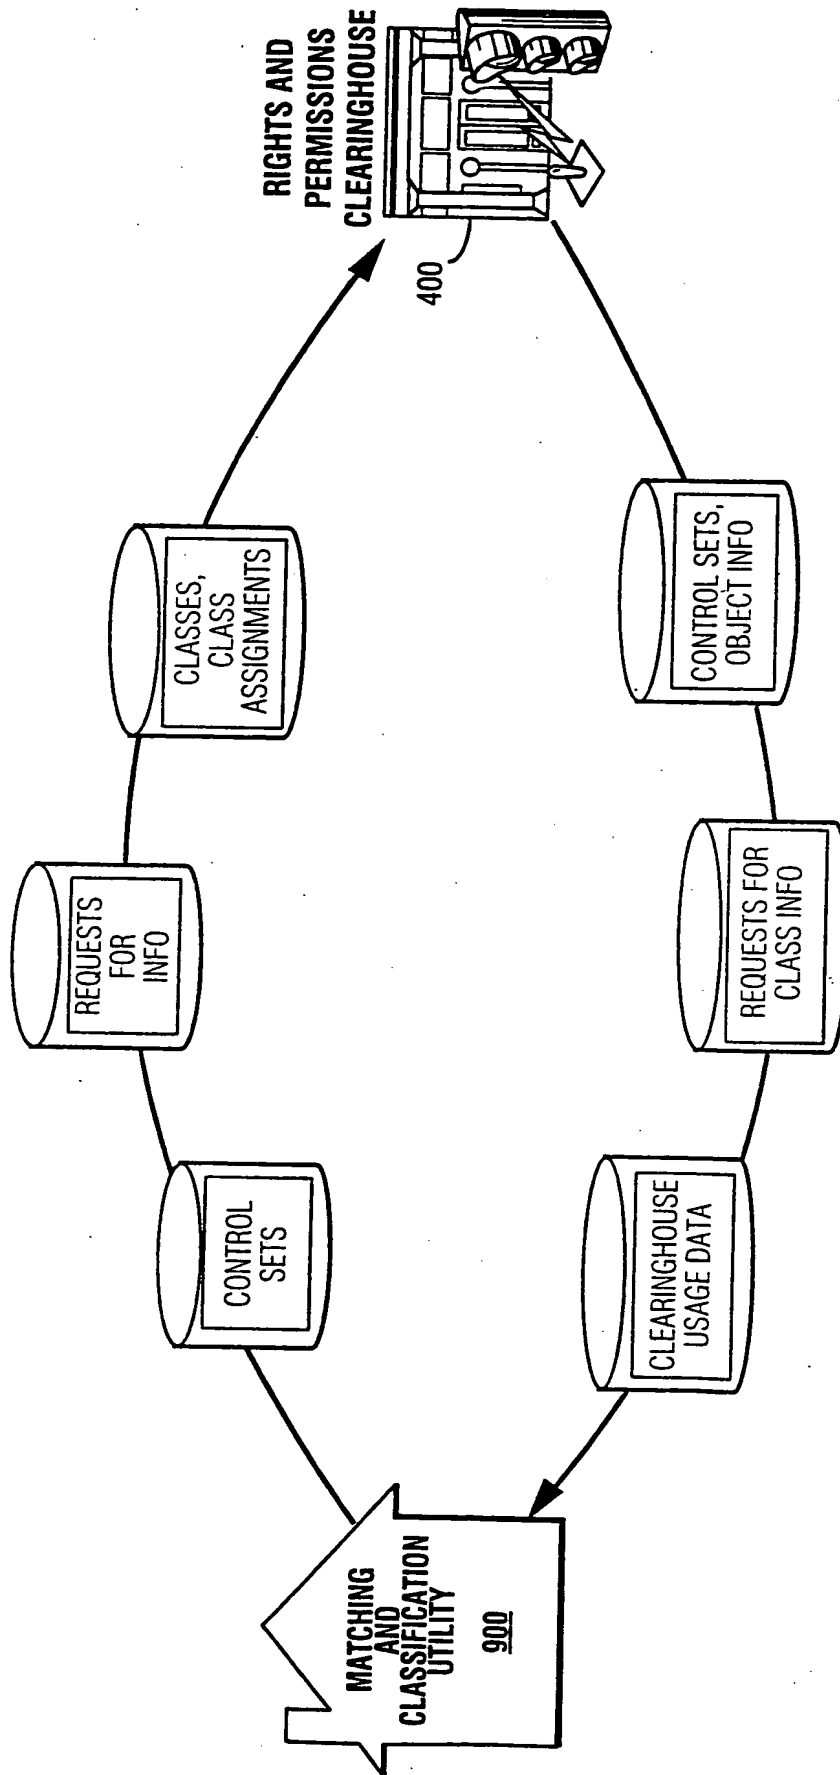 RIGHTS AND
PERMISSIONS
CLEARINGHOUSE
400
CLASSES,
CLASS
ASSIGNMENTS
REQUESTS
FOR
INFO
CONTROL
SETS
MATCHING
AND
CLASSIFICATION
UTILITY
900
CLEARINGHOUSE
USAGE DATA
REQUESTS FOR
CLASS INFO
CONTROL SETS,
OBJECT INFO